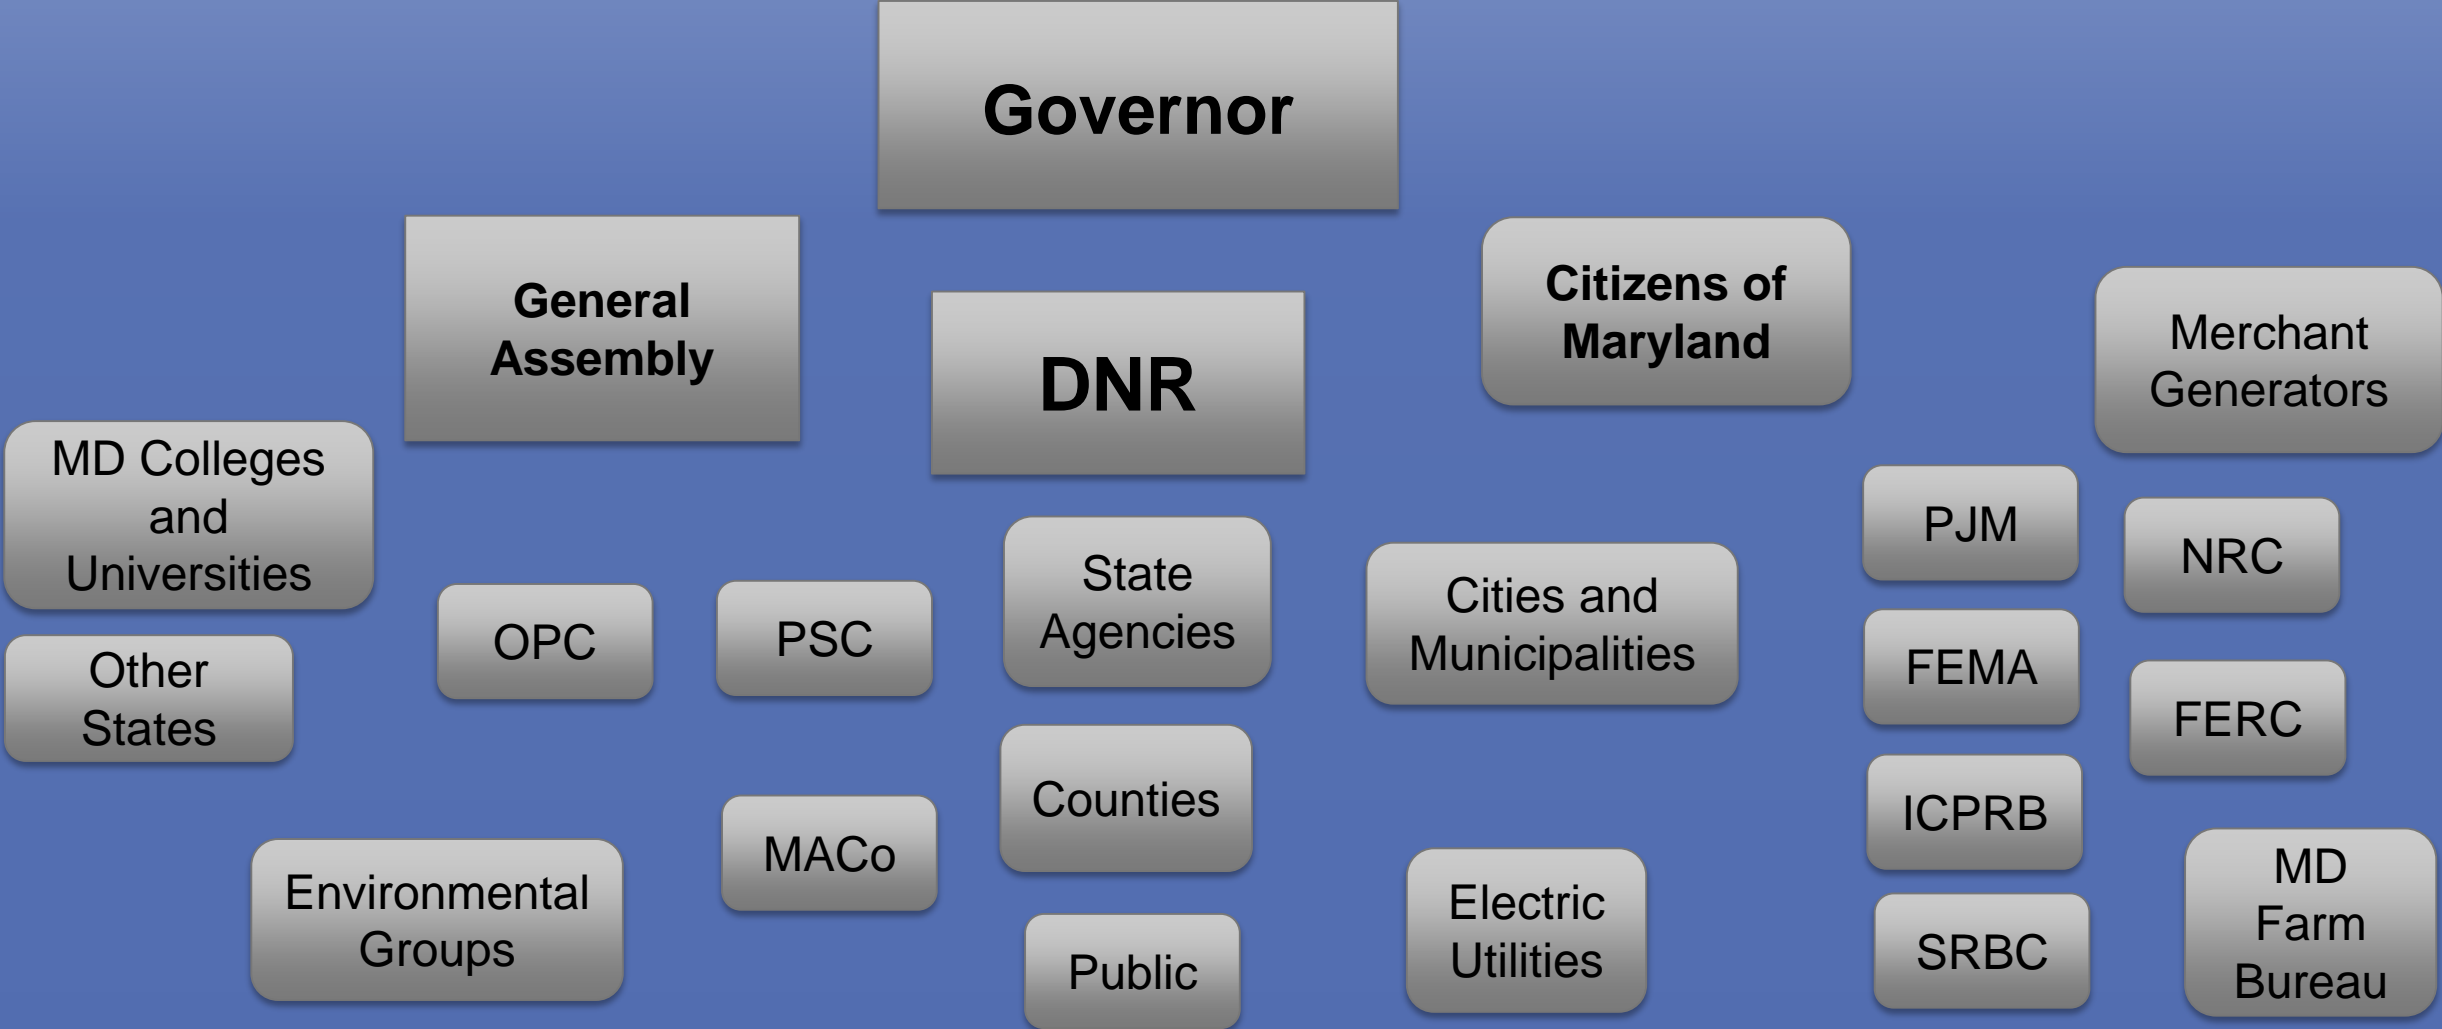 Governor
General
Assembly
DNR
Citizens of
Maryland
Merchant
Generators
MD Colleges
and
Universities
Other
States
OPC
PSC
State
Agencies
Cities and
Municipalities
PJM
NRC
FEMA
FERC
Counties
MACo
ICPRB
Environmental
Groups
Public
Electric
Utilities
SRBC
MD
Farm
Bureau